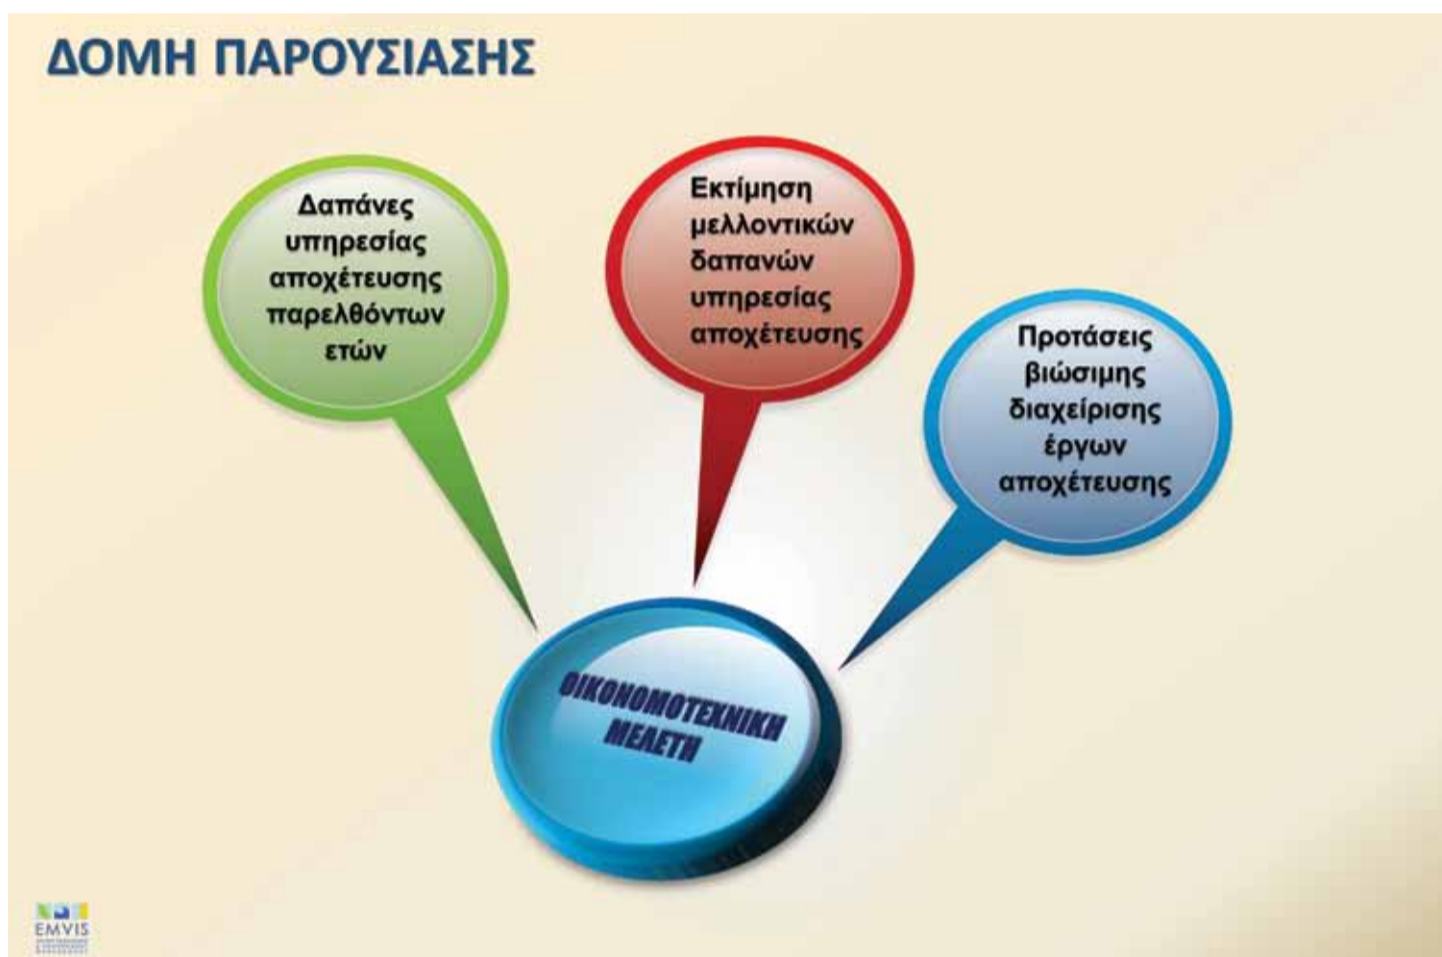 ΔΟΜΗ ΠΑΡΟΥΣΙΑΣΗΣ
Δαπάνες
υπηρεσίας
αποχέτευσης
παρελθόντων
ετών
Εκτίμηση
μελλοντικών
δαπανών
υπηρεσίας
αποχέτευσης
Προτάσεις
βιώσιμης
διαχείρισης
έργων
αποχέτευσης
ΟΙΚΟΝΟΜΟΤΕΧΝΙΚΗ
ΜΕΛΕΤΗ
EMVIS